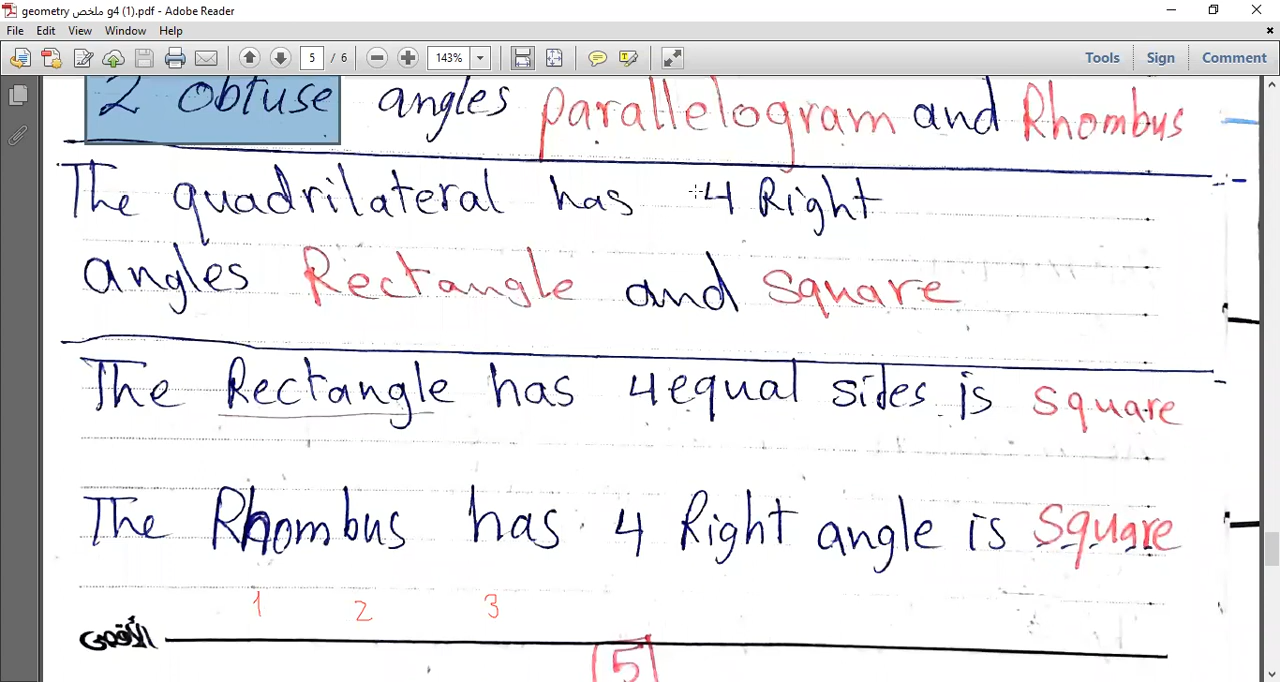 geometry ملخص g4 (1).pdf - Adobe Reader
File Edit View Window Help
5 / 6 143% Tools Sign Comment
2 obtuse angles parallelogram and Rhombus
The quadrilateral has 4 Right
angles Rectangle and square
The Rectangle has 4 equal sides is square
The Rhombus has 4 Right angle is square
1 2 3
الأقصى
5